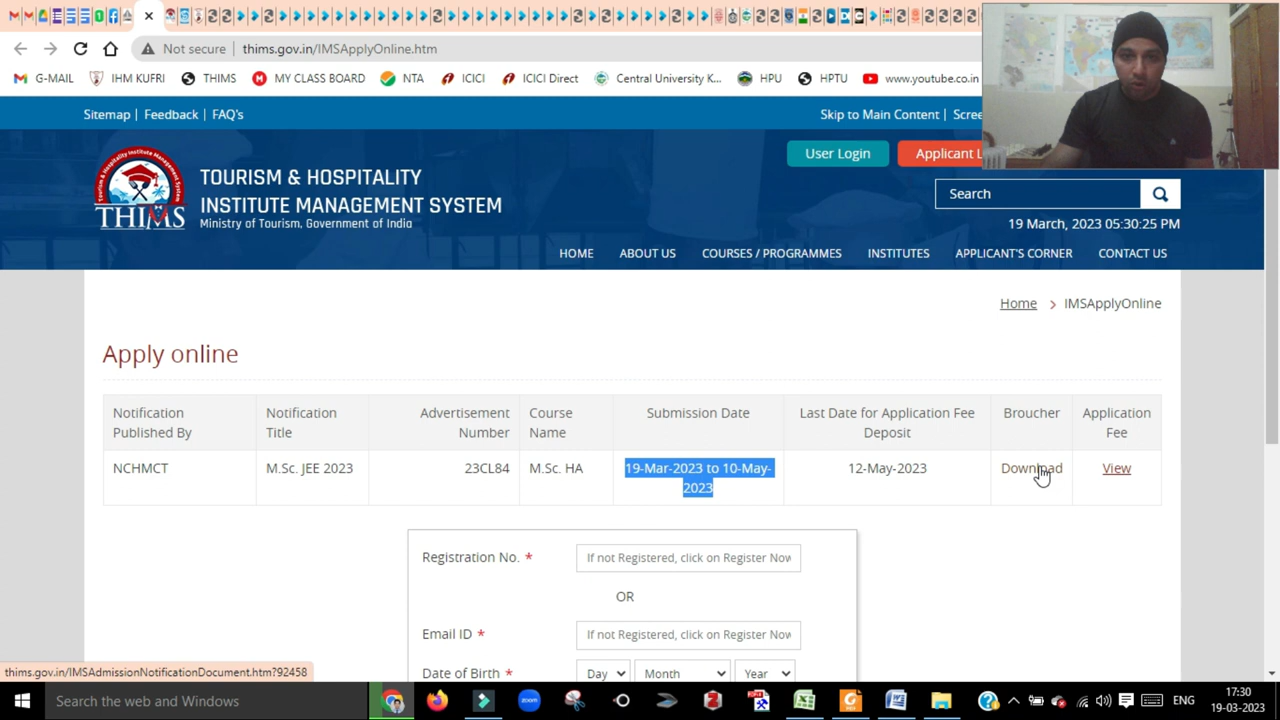 Not secure | thims.gov.in/IMSApplyOnline.htm
G-MAIL IHM KUFRI THIMS MY CLASS BOARD NTA ICICI ICICI Direct Central University K... HPU HPTU www.youtube.co.in
Sitemap | Feedback | FAQ's
Skip to Main Content |
User Login Applicant
TOURISM & HOSPITALITY
INSTITUTE MANAGEMENT SYSTEM
Ministry of Tourism, Government of India
Tourism & Hospitality Institute Management System
THIMS
Search
19 March, 2023 05:30:25 PM
HOME ABOUT US COURSES / PROGRAMMES INSTITUTES APPLICANT'S CORNER CONTACT US
Home > IMSApplyOnline
Apply online
Notification Published By
Notification Title
Advertisement Number
Course Name
Submission Date
Last Date for Application Fee Deposit
Broucher
Application Fee
NCHMCT
M.Sc. JEE 2023
23CL84
M.Sc. HA
19-Mar-2023 to 10-May-
2023
12-May-2023
Download
View
Registration No. * If not Registered, click on Register Now
OR
Email ID * If not Registered, click on Register Now
Date of Birth * Day Month Year
thims.gov.in/IMSAdmissionNotificationDocument.htm?92458
Search the Web and Windows
zoom
ENG
17:30
19-03-2023